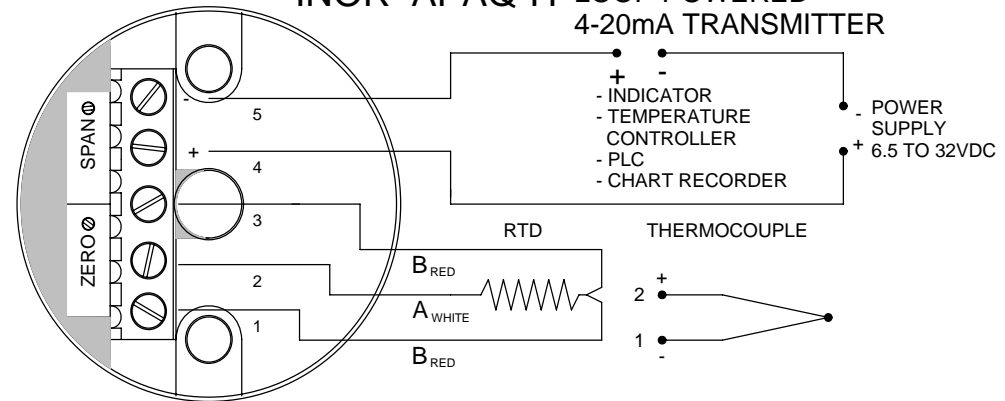 4-20mA TRANSMITTER
+ -
- INDICATOR
- TEMPERATURE
CONTROLLER
- PLC
- CHART RECORDER
- POWER
SUPPLY
+ 6.5 TO 32VDC
SPAN
ZERO
-
5
+
4
3
2
1
RTD
B RED
A WHITE
B RED
THERMOCOUPLE
+
2
1
-